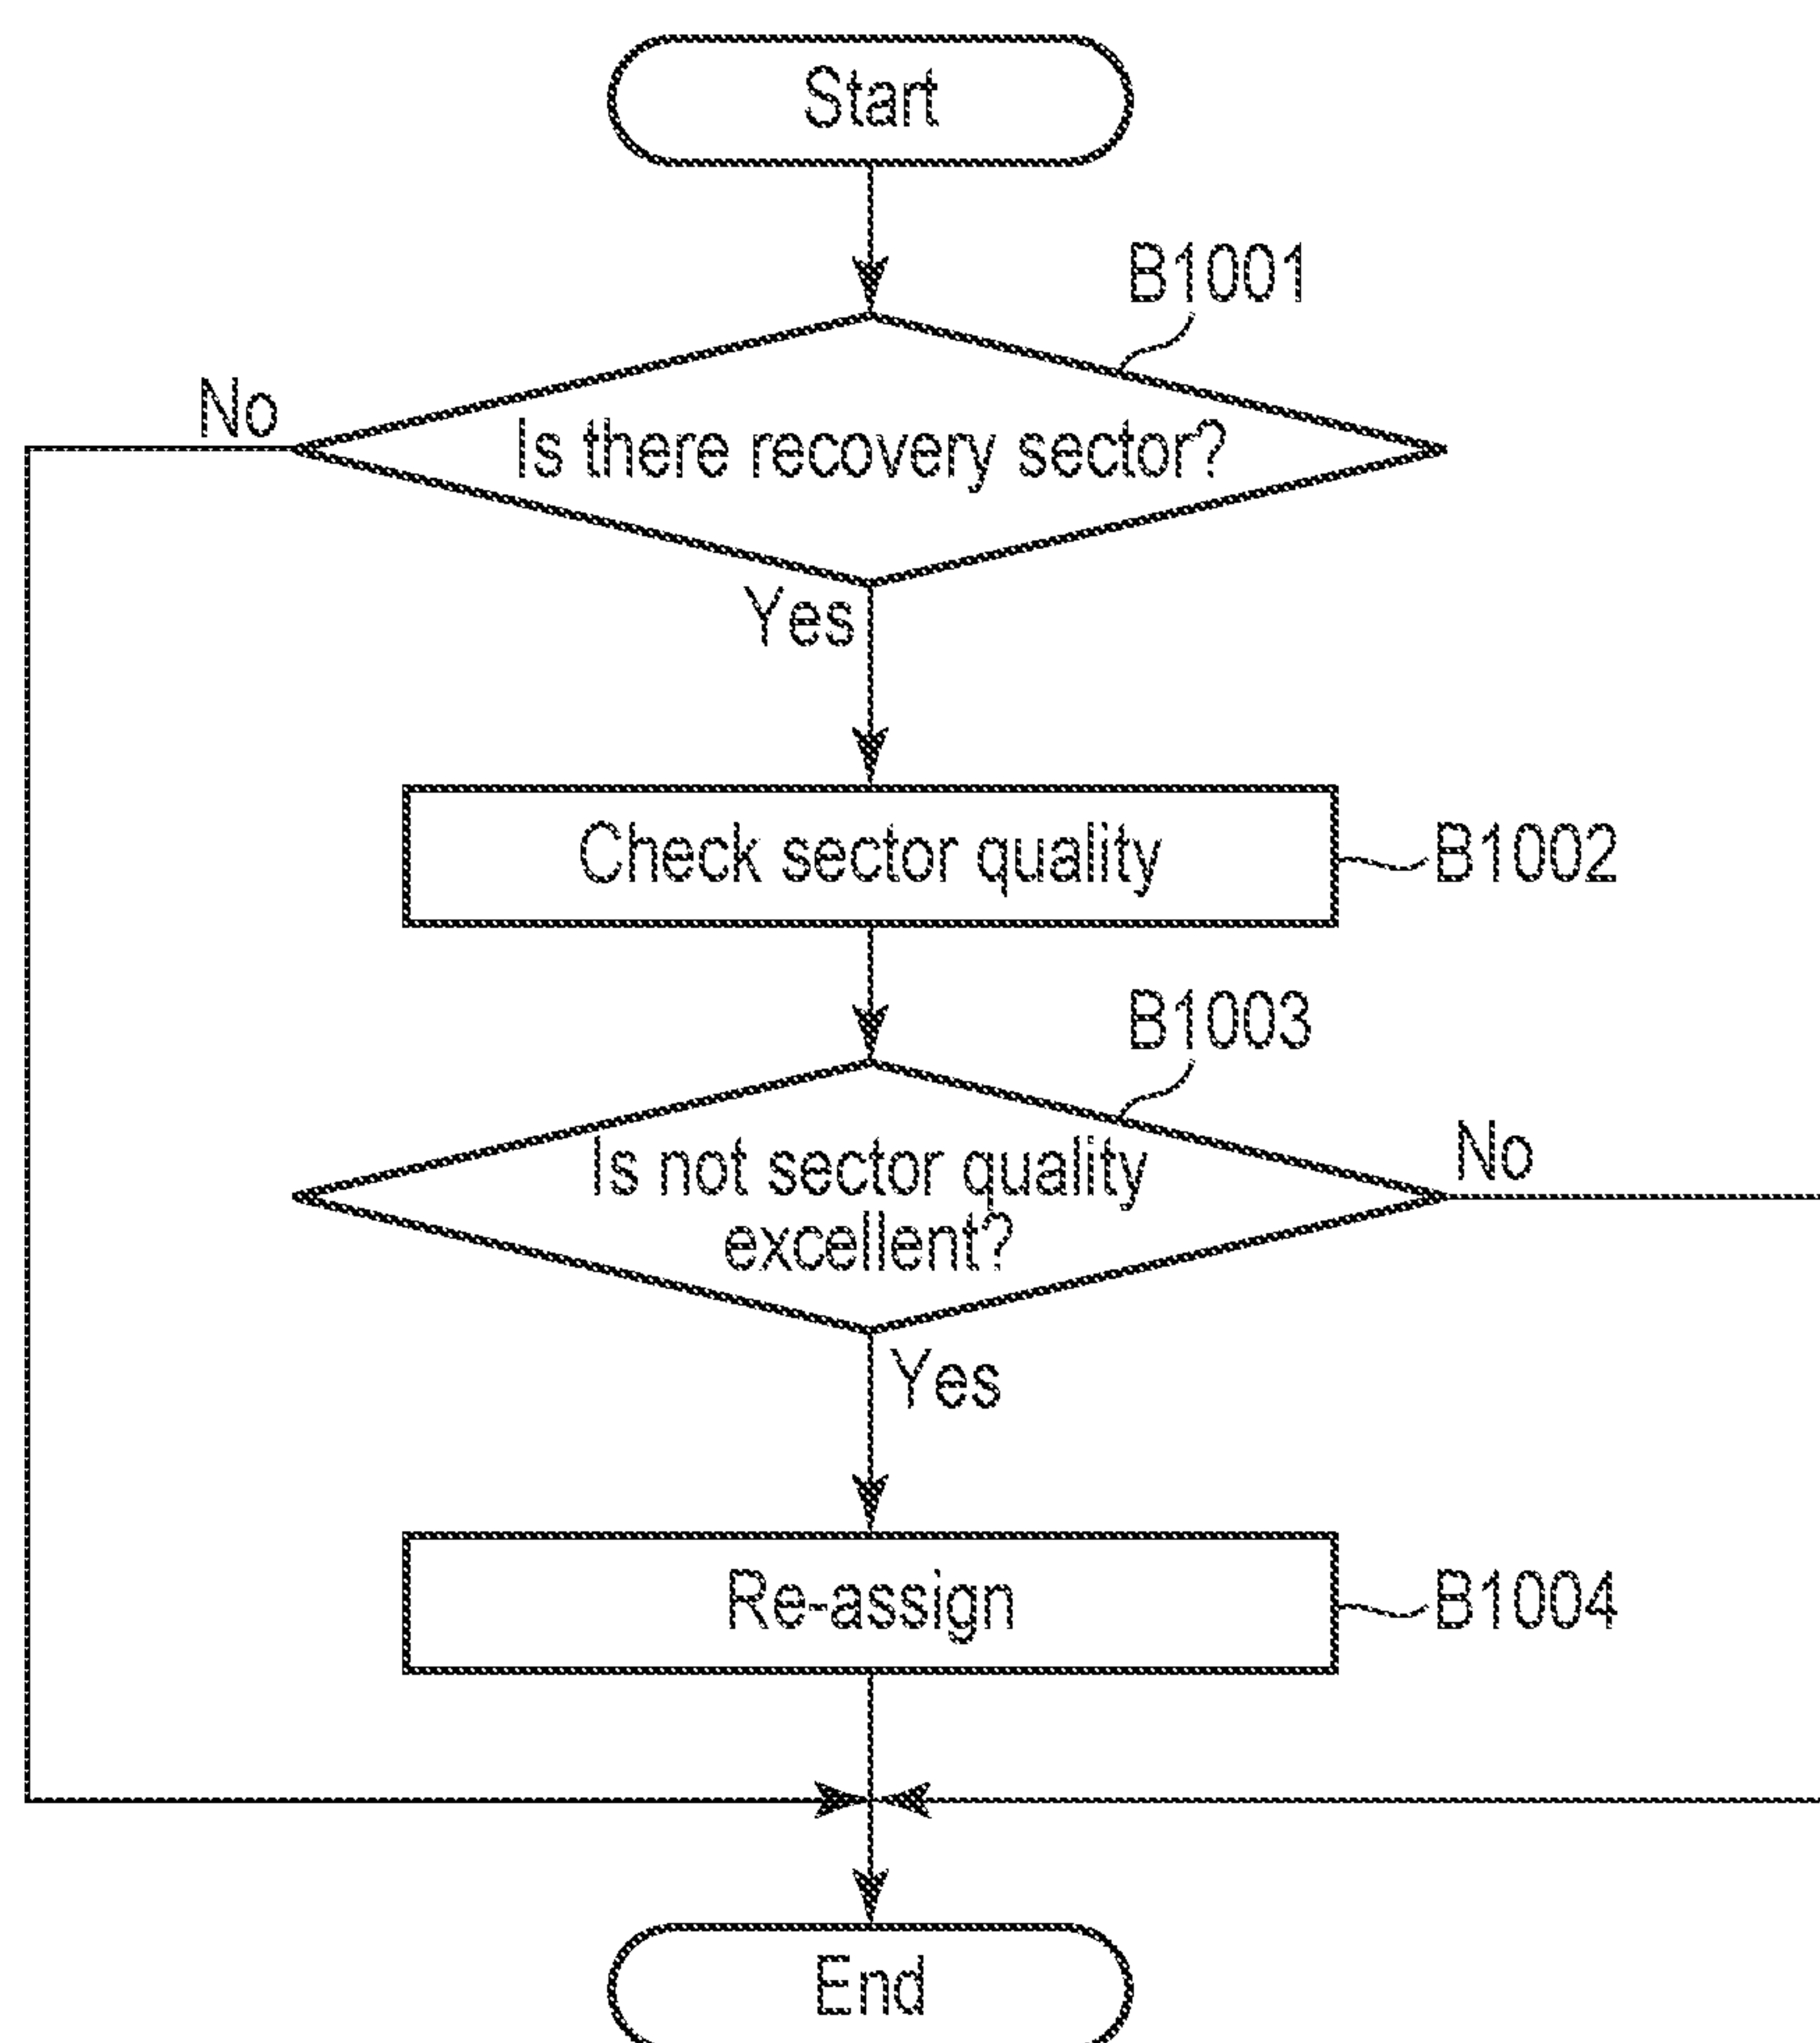 Start
B1001
No
Is there recovery sector?
Yes
Check sector quality
B1002
B1003
Is not sector quality
excellent?
No
Yes
Re-assign
B1004
End